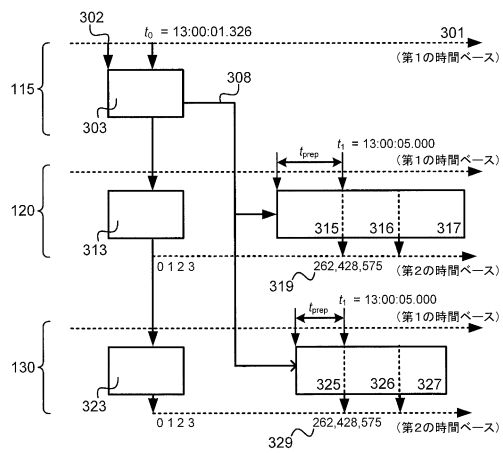 302
t0 = 13:00:01.326
301
(第1の時間ベース)
115
308
303
tprep
t1 = 13:00:05.000
(第1の時間ベース)
120
313
315
316
317
0 1 2 3
319
262,428,575
(第2の時間ベース)
tprep
t1 = 13:00:05.000
(第1の時間ベース)
130
323
325
326
327
0 1 2 3
329
262,428,575
(第2の時間ベース)